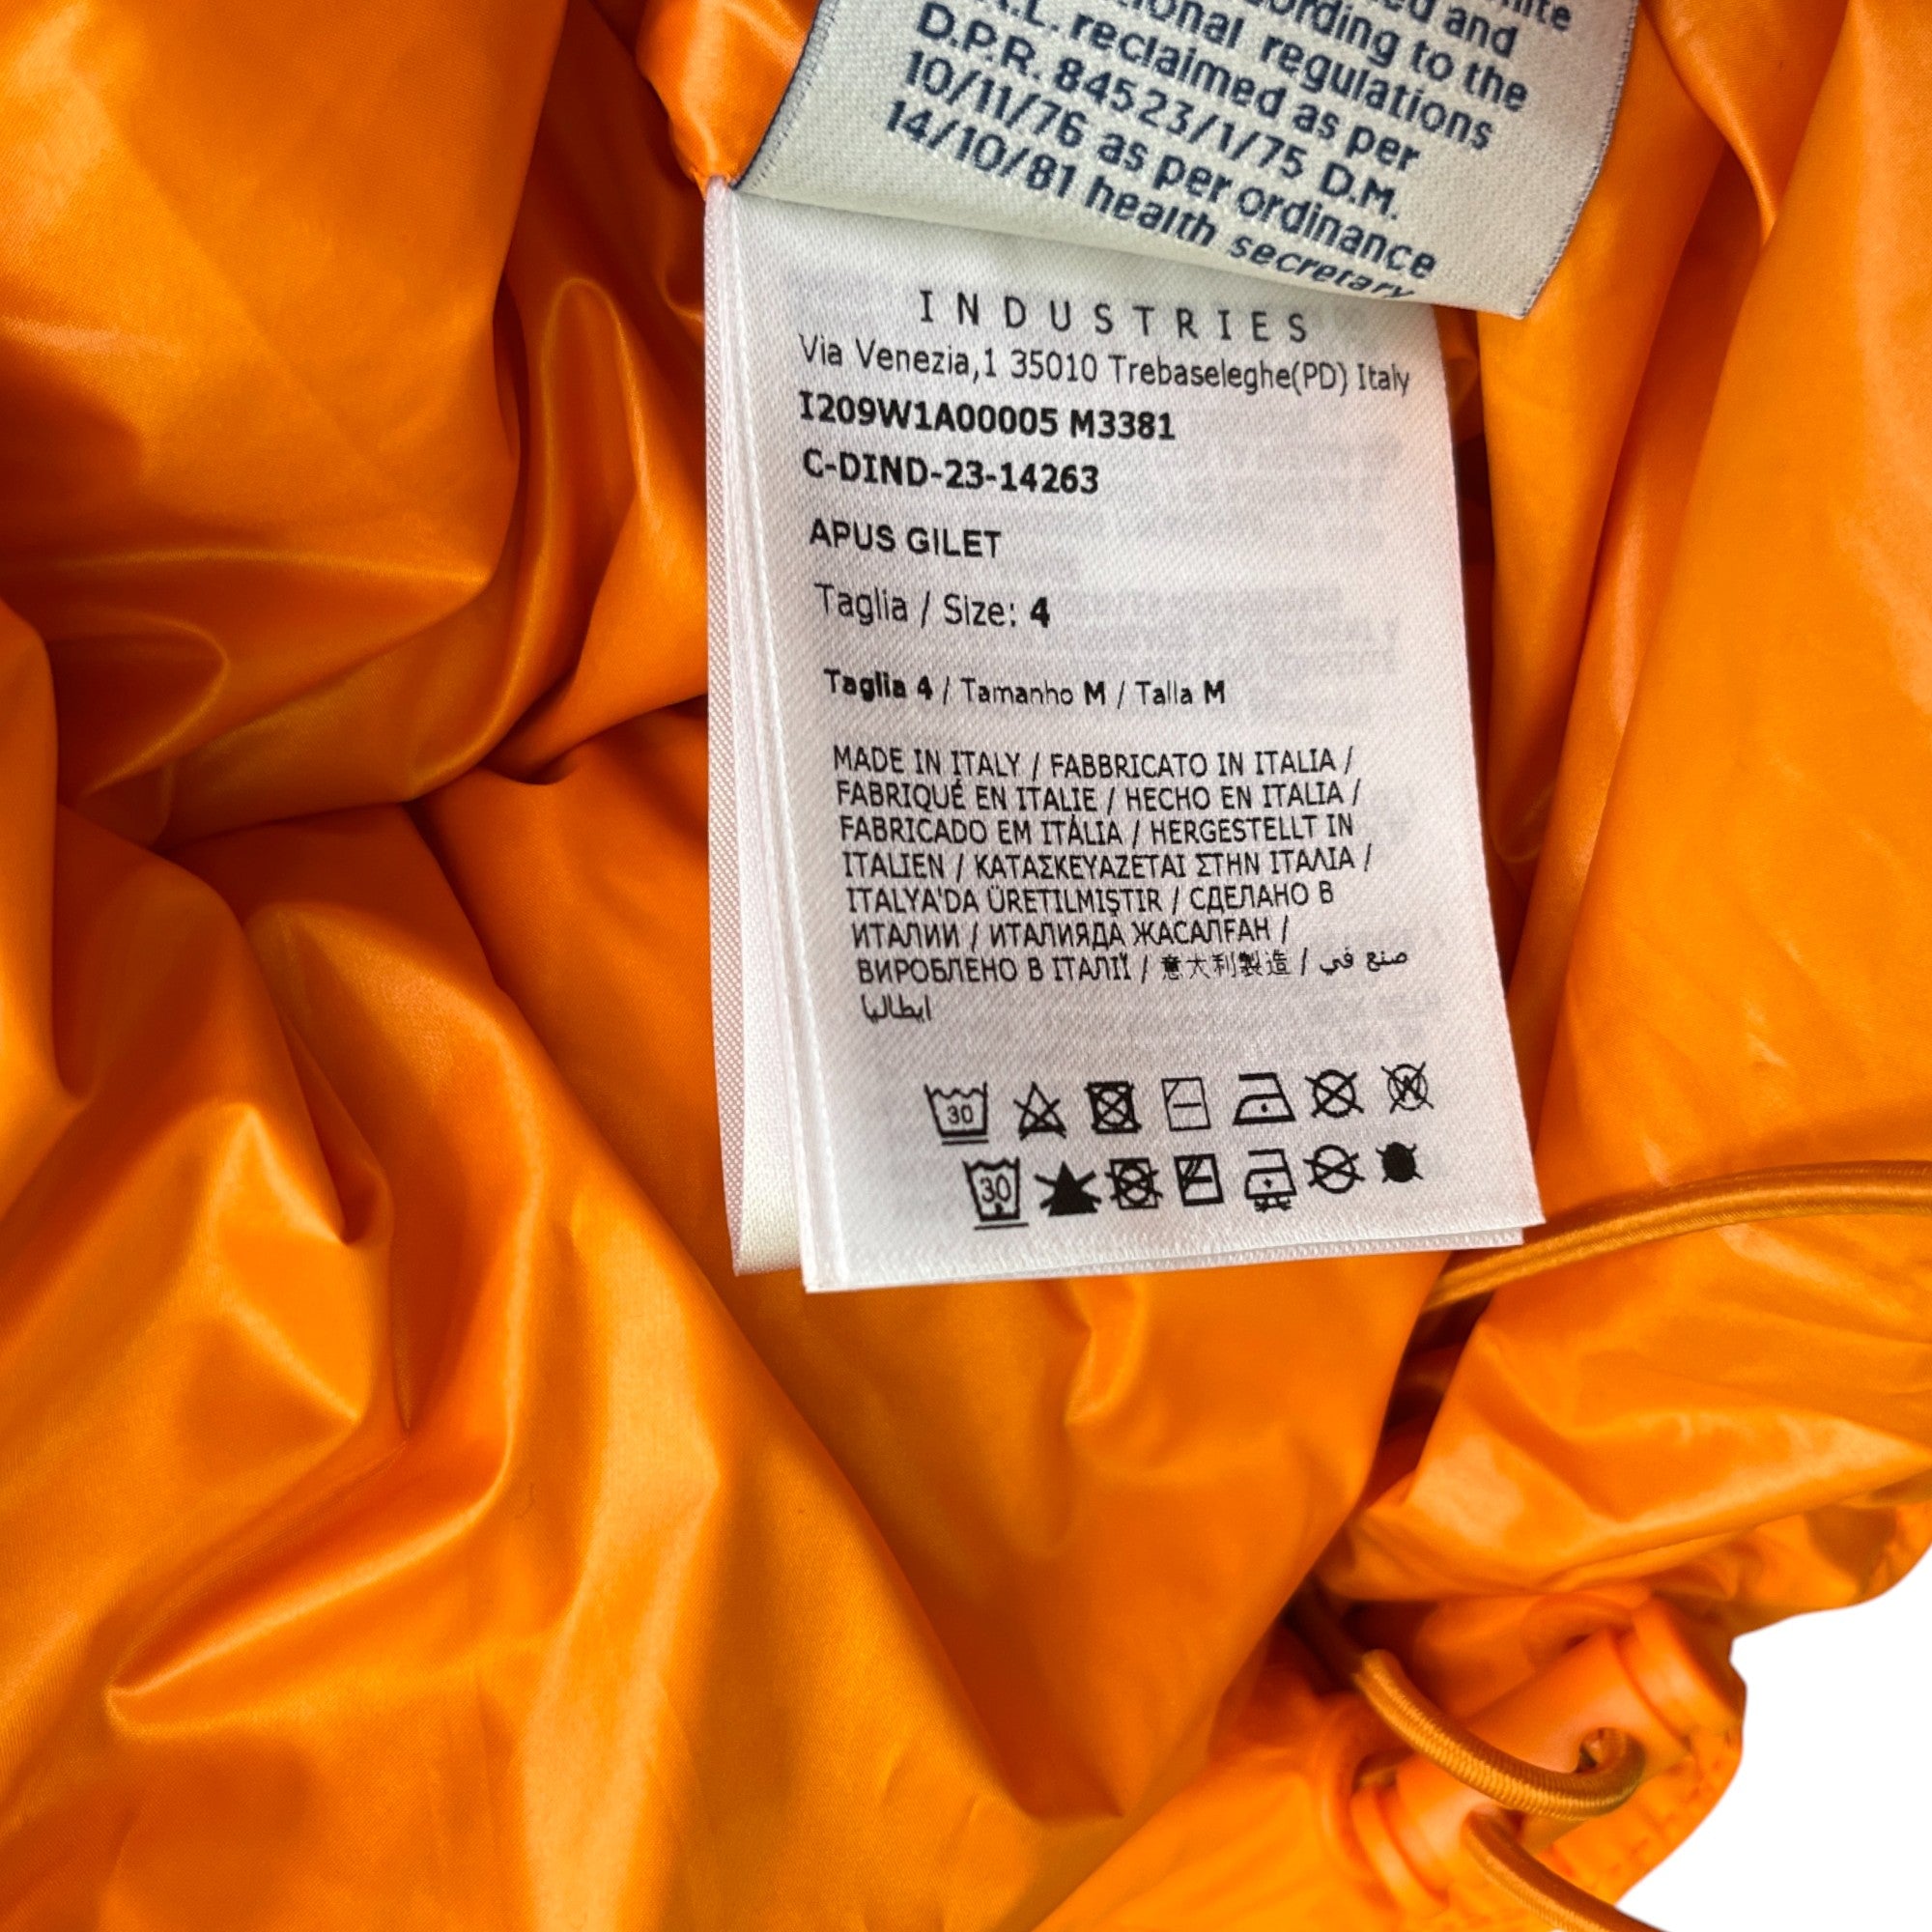 and
ording to the
regulations
reclaimed as per
D.P.R. 84523/1/75 D.M.
10/11/76 as per ordinance
14/10/81 health secretary
INDUSTRIES
Via Venezia,1 35010 Trebaseleghe(PD) Italy
I209W1A00005 M3381
C-DIND-23-14263
APUS GILET
Taglia / Size: 4
Taglia 4 / Tamanho M / Talla M
MADE IN ITALY / FABBRICATO IN ITALIA /
FABRIQUÉ EN ITALIE / HECHO EN ITALIA /
FABRICADO EM ITÁLIA / HERGESTELLT IN
ITALIEN / ΚΑΤΑΣΚΕΥΑΖΕΤΑΙ ΣΤΗΝ ΙΤΑΛΙΑ /
ITALYA'DA ÜRETILMIŞTIR / СДЕЛАНО В
ИТАЛИИ / ИТАЛИЯДА ЖАСАЛҒАН /
ВИРОБЛЕНО В ІТАЛІЇ / 意大利製造 / صنع في
ايطاليا
30
30